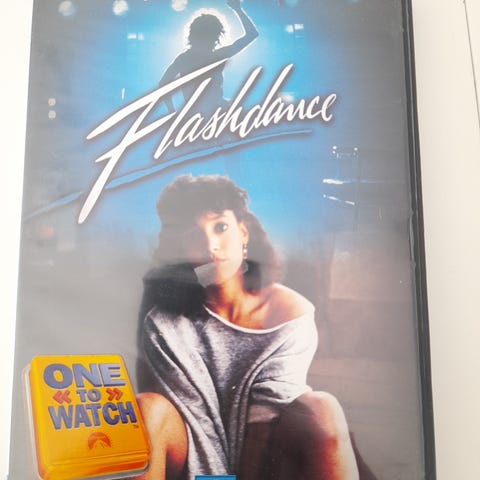 Flashdance
ONE
« TO »
WATCH